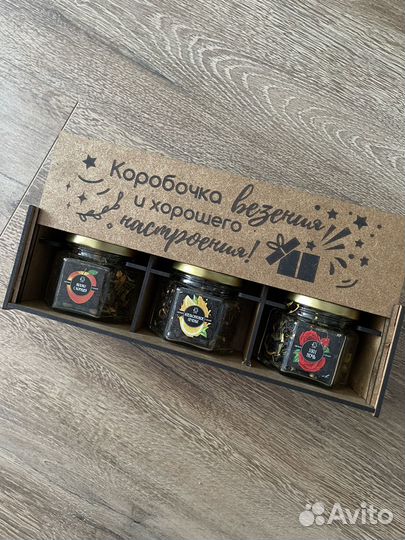 Коробочка везения
и хорошего
настроения!
Avito